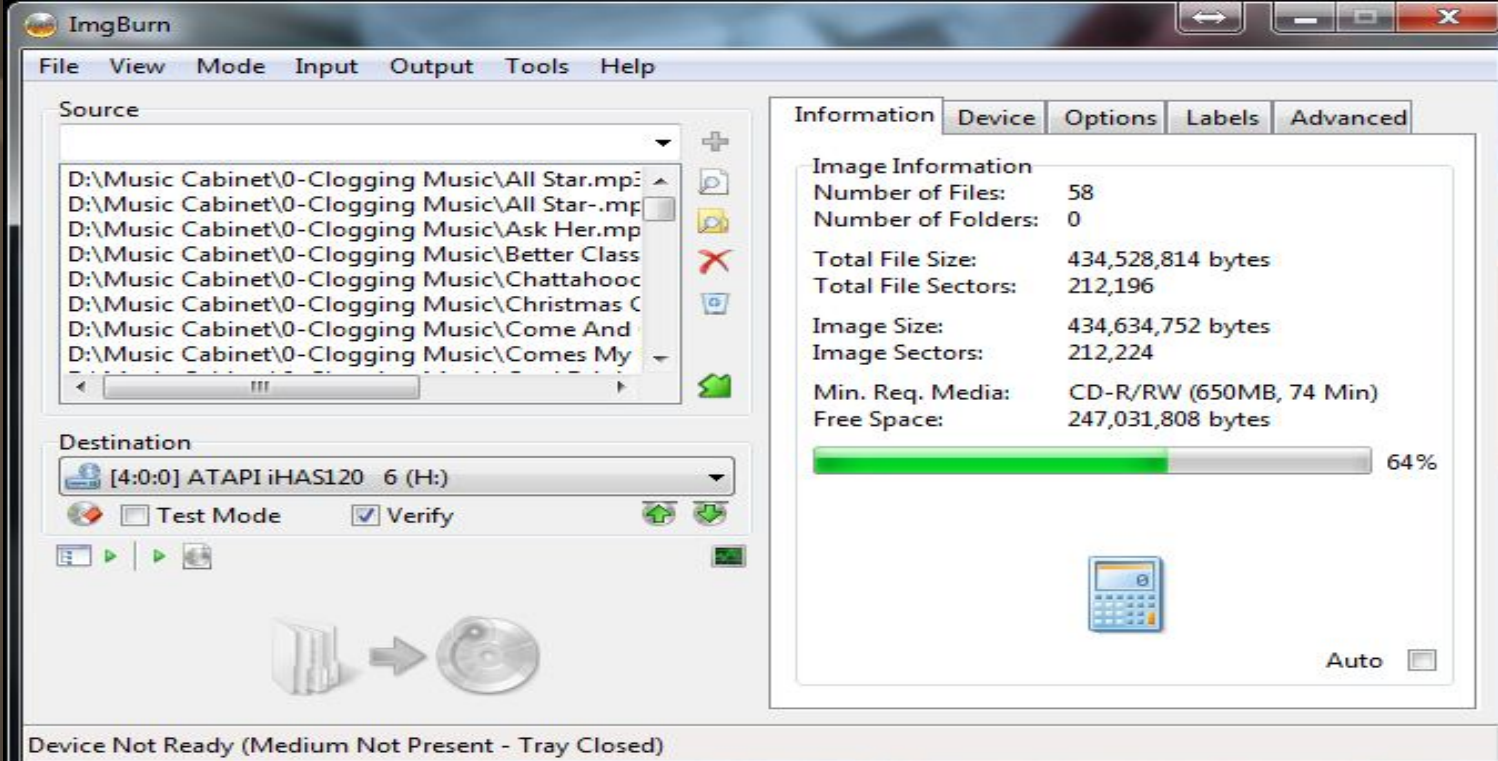 ImgBurn
File View Mode Input Output Tools Help
Source
D:\Music Cabinet\0-Clogging Music\All Star.mp3
D:\Music Cabinet\0-Clogging Music\All Star-.mp
D:\Music Cabinet\0-Clogging Music\Ask Her.mp
D:\Music Cabinet\0-Clogging Music\Better Class
D:\Music Cabinet\0-Clogging Music\Chattahooc
D:\Music Cabinet\0-Clogging Music\Christmas C
D:\Music Cabinet\0-Clogging Music\Come And
D:\Music Cabinet\0-Clogging Music\Comes My
Destination
[4:0:0] ATAPI iHAS120 6 (H:)
Test Mode Verify
Information Device Options Labels Advanced
Image Information
Number of Files: 58
Number of Folders: 0
Total File Size: 434,528,814 bytes
Total File Sectors: 212,196
Image Size: 434,634,752 bytes
Image Sectors: 212,224
Min. Req. Media: CD-R/RW (650MB, 74 Min)
Free Space: 247,031,808 bytes
64%
0
Auto
Device Not Ready (Medium Not Present - Tray Closed)